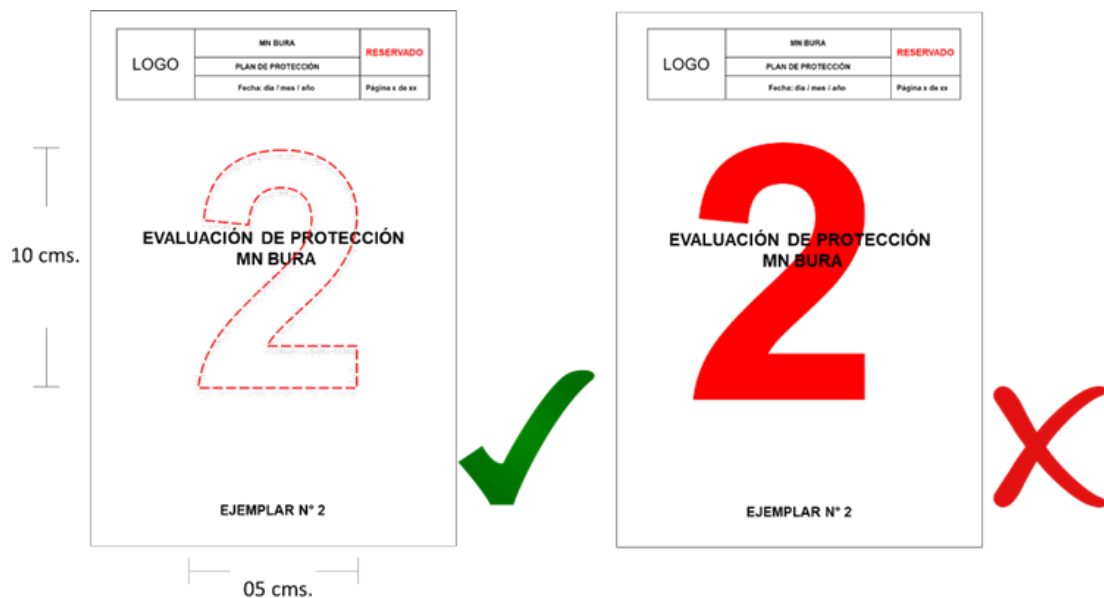 LOGO
MN BURA
PLAN DE PROTECCIÓN
Fecha: día / mes / año
RESERVADO
Página x de xx
2
EVALUACIÓN DE PROTECCIÓN
MN BURA
EJEMPLAR N° 2
10 cms.
05 cms.
LOGO
MN BURA
PLAN DE PROTECCIÓN
Fecha: día / mes / año
RESERVADO
Página x de xx
2
EVALUACIÓN DE PROTECCIÓN
MN BURA
EJEMPLAR N° 2